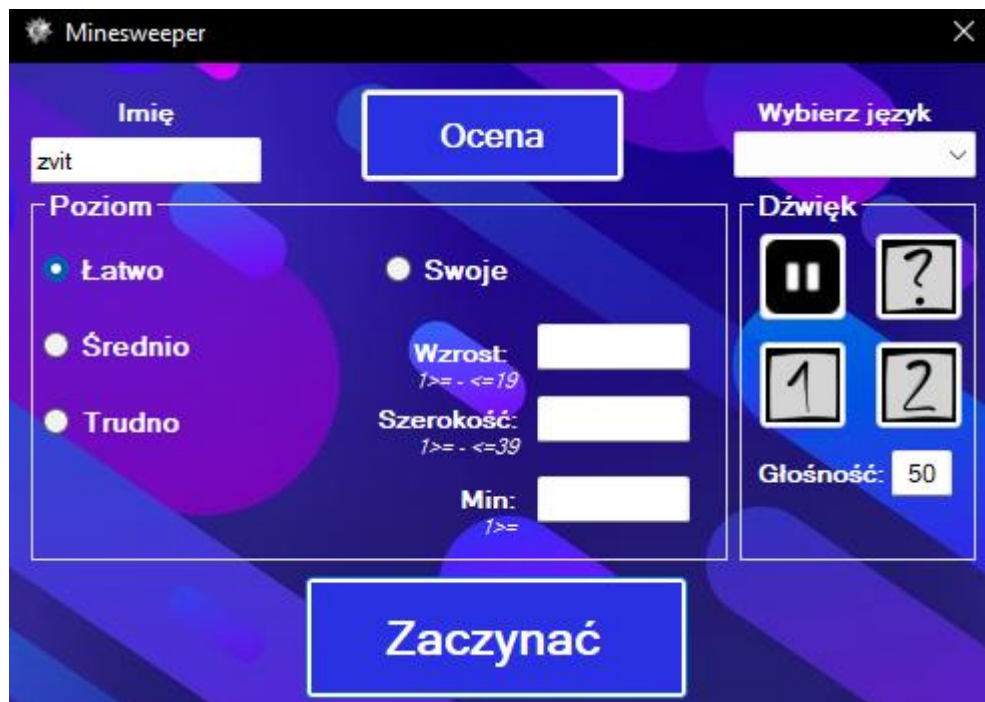 Minesweeper
Imię
zvit
Ocena
Wybierz język
Poziom
Łatwo
Średnio
Trudno
Swoje
Wzrost:
1>= - <=19
Szerokość:
1>= - <=39
Min:
1>=
Dźwięk
?
1
2
Głośność: 50
Zaczynać